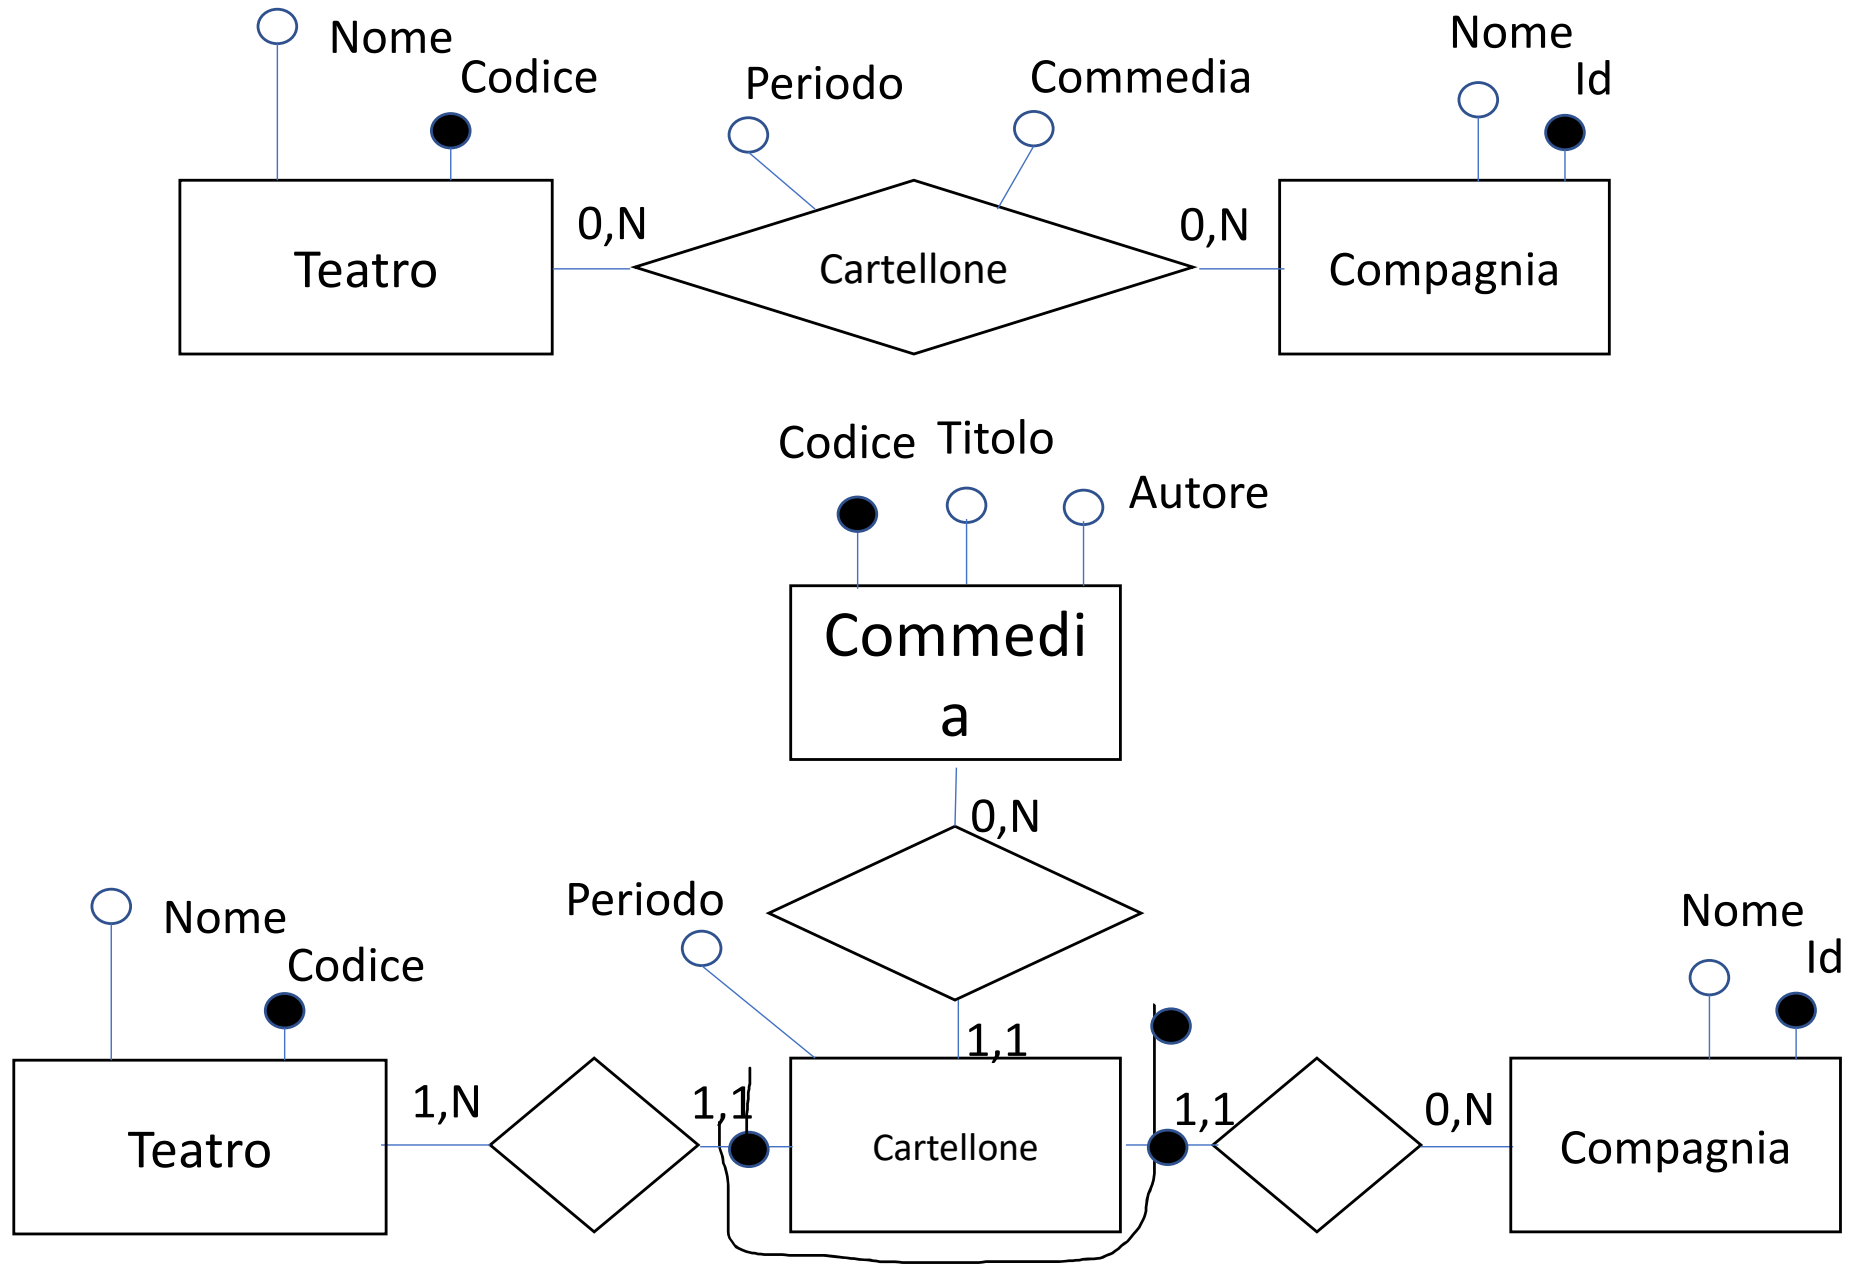 Nome
Codice
Periodo
Commedia
Nome
Id
Teatro
0,N
Cartellone
0,N
Compagnia
Codice
Titolo
Autore
Commedi
a
0,N
Periodo
Nome
Codice
Nome
Id
1,1
Teatro
1,N
1,1
Cartellone
1,1
0,N
Compagnia